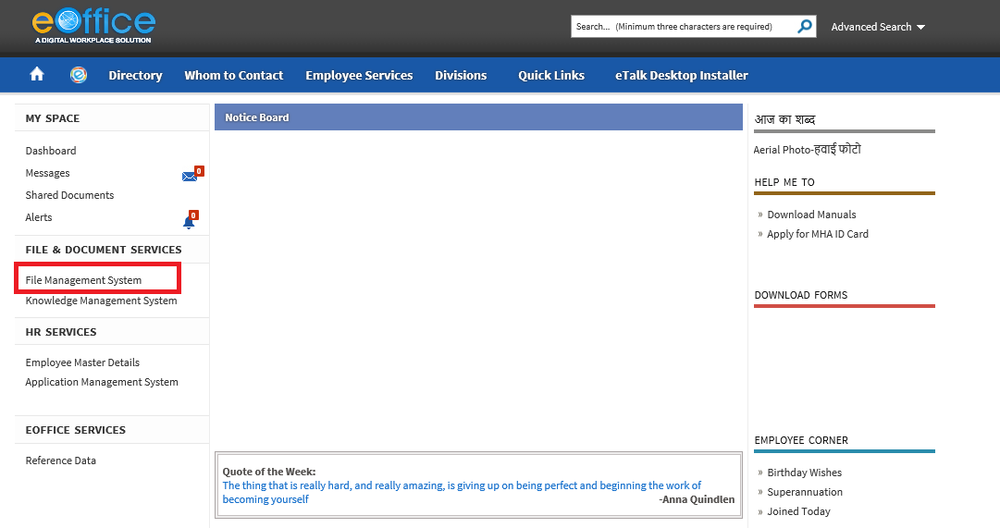 eOffice
A DIGITAL WORKPLACE SOLUTION
Search... (Minimum three characters are required)
Advanced Search
Directory
Whom to Contact
Employee Services
Divisions
Quick Links
eTalk Desktop Installer
MY SPACE
Dashboard
Messages
0
Shared Documents
Alerts
0
FILE & DOCUMENT SERVICES
File Management System
Knowledge Management System
HR SERVICES
Employee Master Details
Application Management System
EOFFICE SERVICES
Reference Data
Notice Board
Quote of the Week:
The thing that is really hard, and really amazing, is giving up on being perfect and beginning the work of
becoming yourself
-Anna Quindlen
आज का शब्द
Aerial Photo-हवाई फोटो
HELP ME TO
» Download Manuals
» Apply for MHA ID Card
DOWNLOAD FORMS
EMPLOYEE CORNER
» Birthday Wishes
» Superannuation
» Joined Today